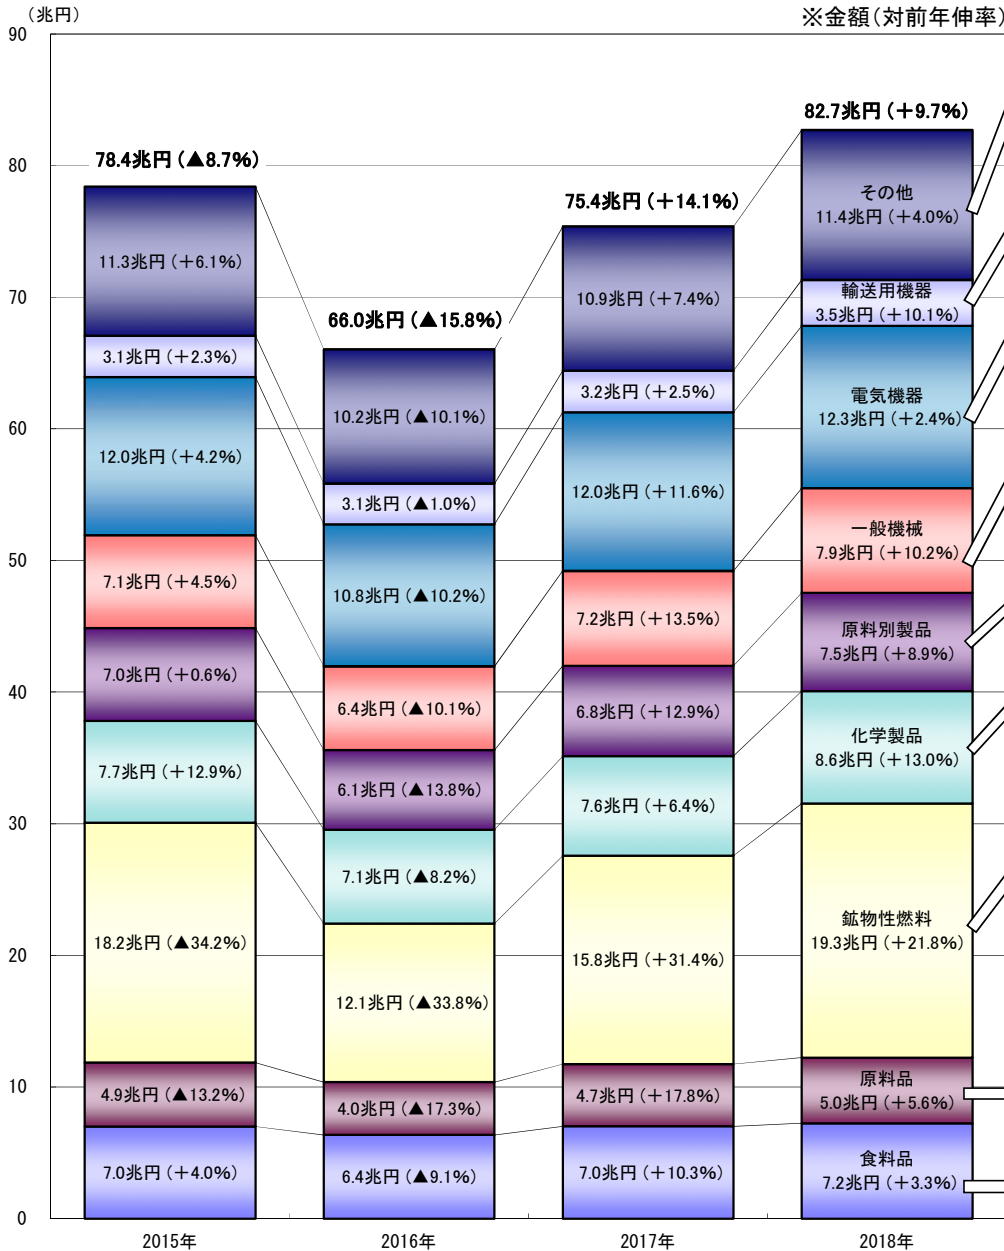 （兆円）
※金額（対前年伸率）
90
80
70
60
50
40
30
20
10
0
78.4兆円（▲8.7%）
11.3兆円（＋6.1%）
3.1兆円（＋2.3%）
12.0兆円（＋4.2%）
7.1兆円（＋4.5%）
7.0兆円（＋0.6%）
7.7兆円（＋12.9%）
18.2兆円（▲34.2%）
4.9兆円（▲13.2%）
7.0兆円（＋4.0%）
2015年
66.0兆円（▲15.8%）
10.2兆円（▲10.1%）
3.1兆円（▲1.0%）
10.8兆円（▲10.2%）
6.4兆円（▲10.1%）
6.1兆円（▲13.8%）
7.1兆円（▲8.2%）
12.1兆円（▲33.8%）
4.0兆円（▲17.3%）
6.4兆円（▲9.1%）
2016年
75.4兆円（＋14.1%）
10.9兆円（＋7.4%）
3.2兆円（＋2.5%）
12.0兆円（＋11.6%）
7.2兆円（＋13.5%）
6.8兆円（＋12.9%）
7.6兆円（＋6.4%）
15.8兆円（＋31.4%）
4.7兆円（＋17.8%）
7.0兆円（＋10.3%）
2017年
82.7兆円（＋9.7%）
その他
11.4兆円（＋4.0%）
輸送用機器
3.5兆円（＋10.1%）
電気機器
12.3兆円（＋2.4%）
一般機械
7.9兆円（＋10.2%）
原料別製品
7.5兆円（＋8.9%）
化学製品
8.6兆円（＋13.0%）
鉱物性燃料
19.3兆円（＋21.8%）
原料品
5.0兆円（＋5.6%）
食料品
7.2兆円（＋3.3%）
2018年